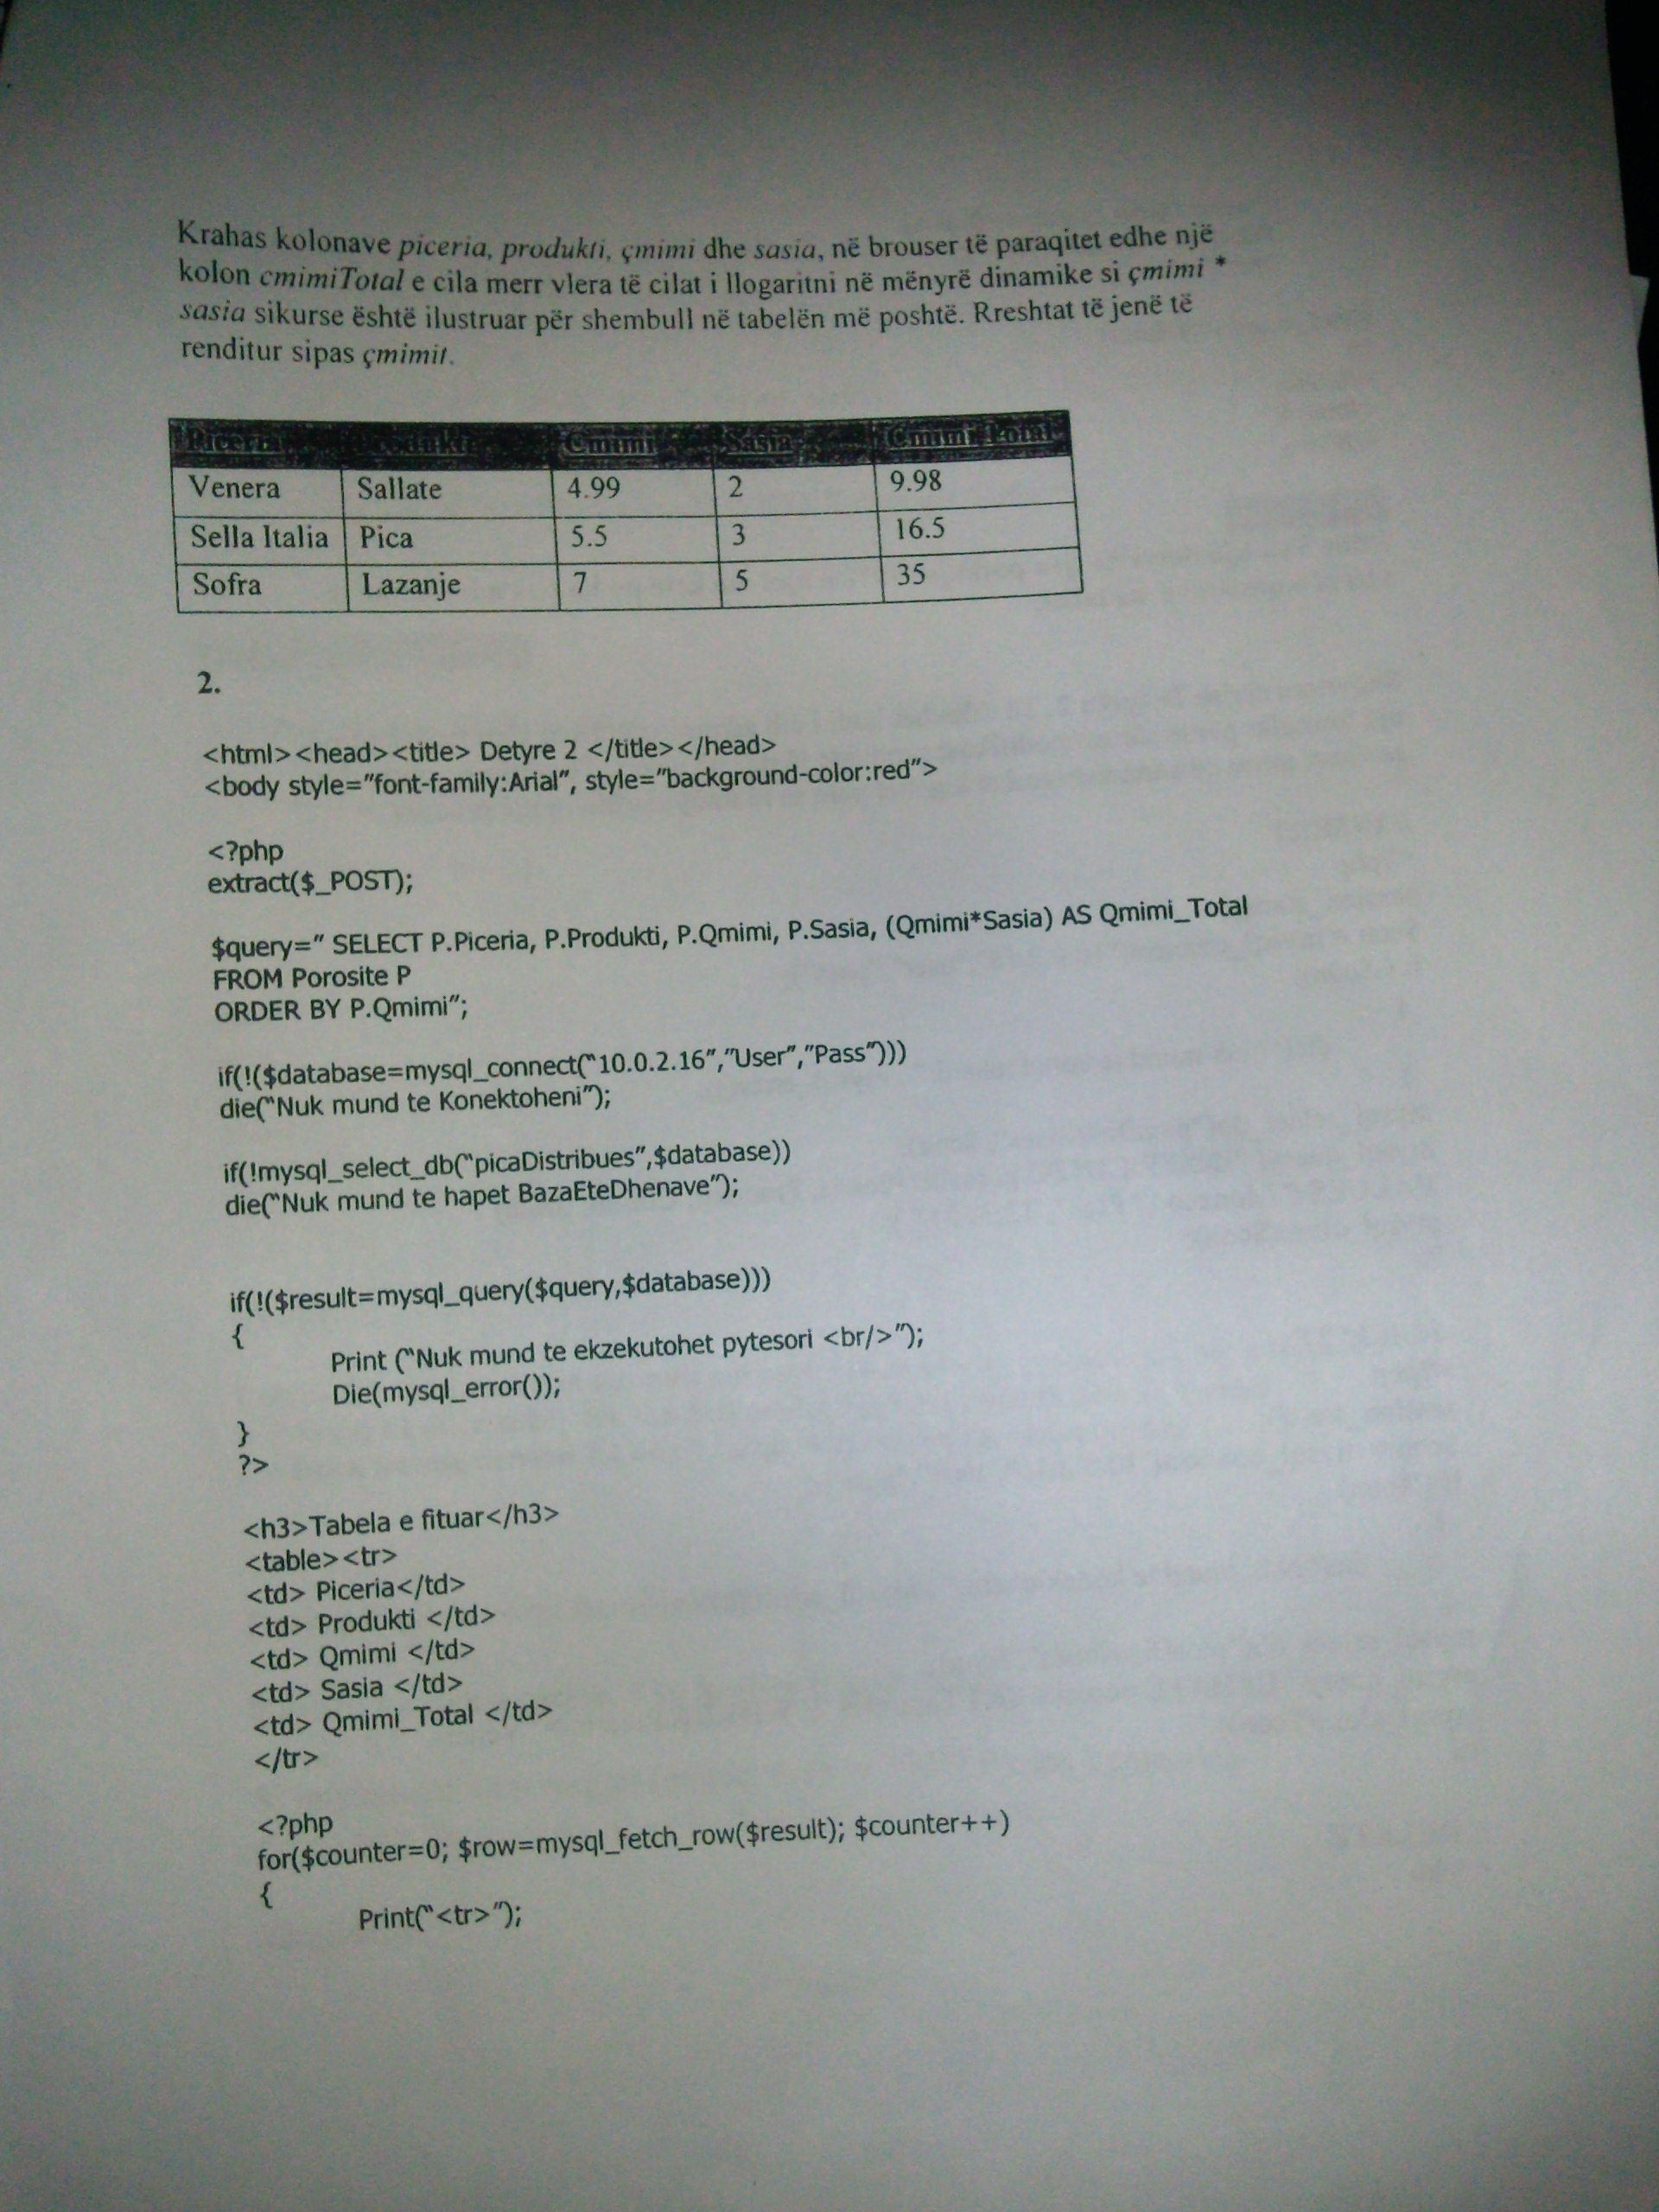 Krahas kolonave piceria, produkti, çmimi dhe sasia, në brouser të paraqitet edhe një
kolon cmimiTotal e cila merr vlera të cilat i llogaritni në mënyrë dinamike si çmimi *
sasia sikurse është ilustruar për shembull në tabelën më poshtë. Rreshtat të jenë të
renditur sipas çmimit.
Piceria Produkti Cmimi Sasia Cmimi Total
Venera Sallate 4.99 2 9.98
Sella Italia Pica 5.5 3 16.5
Sofra Lazanje 7 5 35
2.
<html><head><title> Detyre 2 </title></head>
<body style="font-family:Arial", style="background-color:red">
<?php
extract($_POST);
$query=" SELECT P.Piceria, P.Produkti, P.Qmimi, P.Sasia, (Qmimi*Sasia) AS Qmimi_Total
FROM Porosite P
ORDER BY P.Qmimi";
if(!($database=mysql_connect("10.0.2.16","User","Pass")))
die("Nuk mund te Konektoheni");
if(!mysql_select_db("picaDistribues",$database))
die("Nuk mund te hapet BazaEteDhenave");
if(!($result=mysql_query($query,$database)))
{
Print ("Nuk mund te ekzekutohet pytesori <br/>");
Die(mysql_error());
}
?>
<h3>Tabela e fituar</h3>
<table><tr>
<td> Piceria</td>
<td> Produkti </td>
<td> Qmimi </td>
<td> Sasia </td>
<td> Qmimi_Total </td>
</tr>
<?php
for($counter=0; $row=mysql_fetch_row($result); $counter++)
{
Print("<tr>");